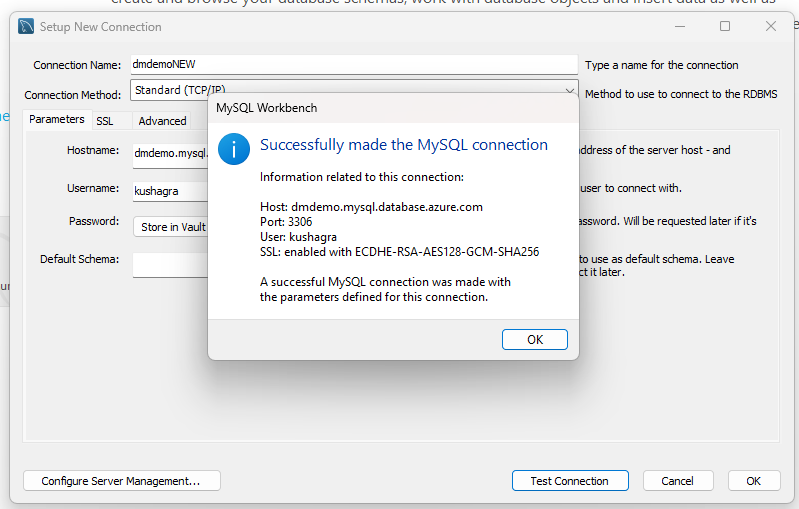 create and browse your database schemas, work with database objects and insert data as well as
Setup New Connection
Connection Name: dmdemoNEW Type a name for the connection
Connection Method: Standard (TCP/IP) Method to use to connect to the RDBMS
Parameters SSL Advanced
MySQL Workbench
Successfully made the MySQL connection
Information related to this connection:
Host: dmdemo.mysql.database.azure.com
Port: 3306
User: kushagra
SSL: enabled with ECDHE-RSA-AES128-GCM-SHA256
A successful MySQL connection was made with
the parameters defined for this connection.
OK
Hostname: dmdemo.mysql. address of the server host - and
Username: kushagra user to connect with.
Password: Store in Vault assword. Will be requested later if it's
Default Schema: to use as default schema. Leave
ct it later.
Configure Server Management... Test Connection Cancel OK